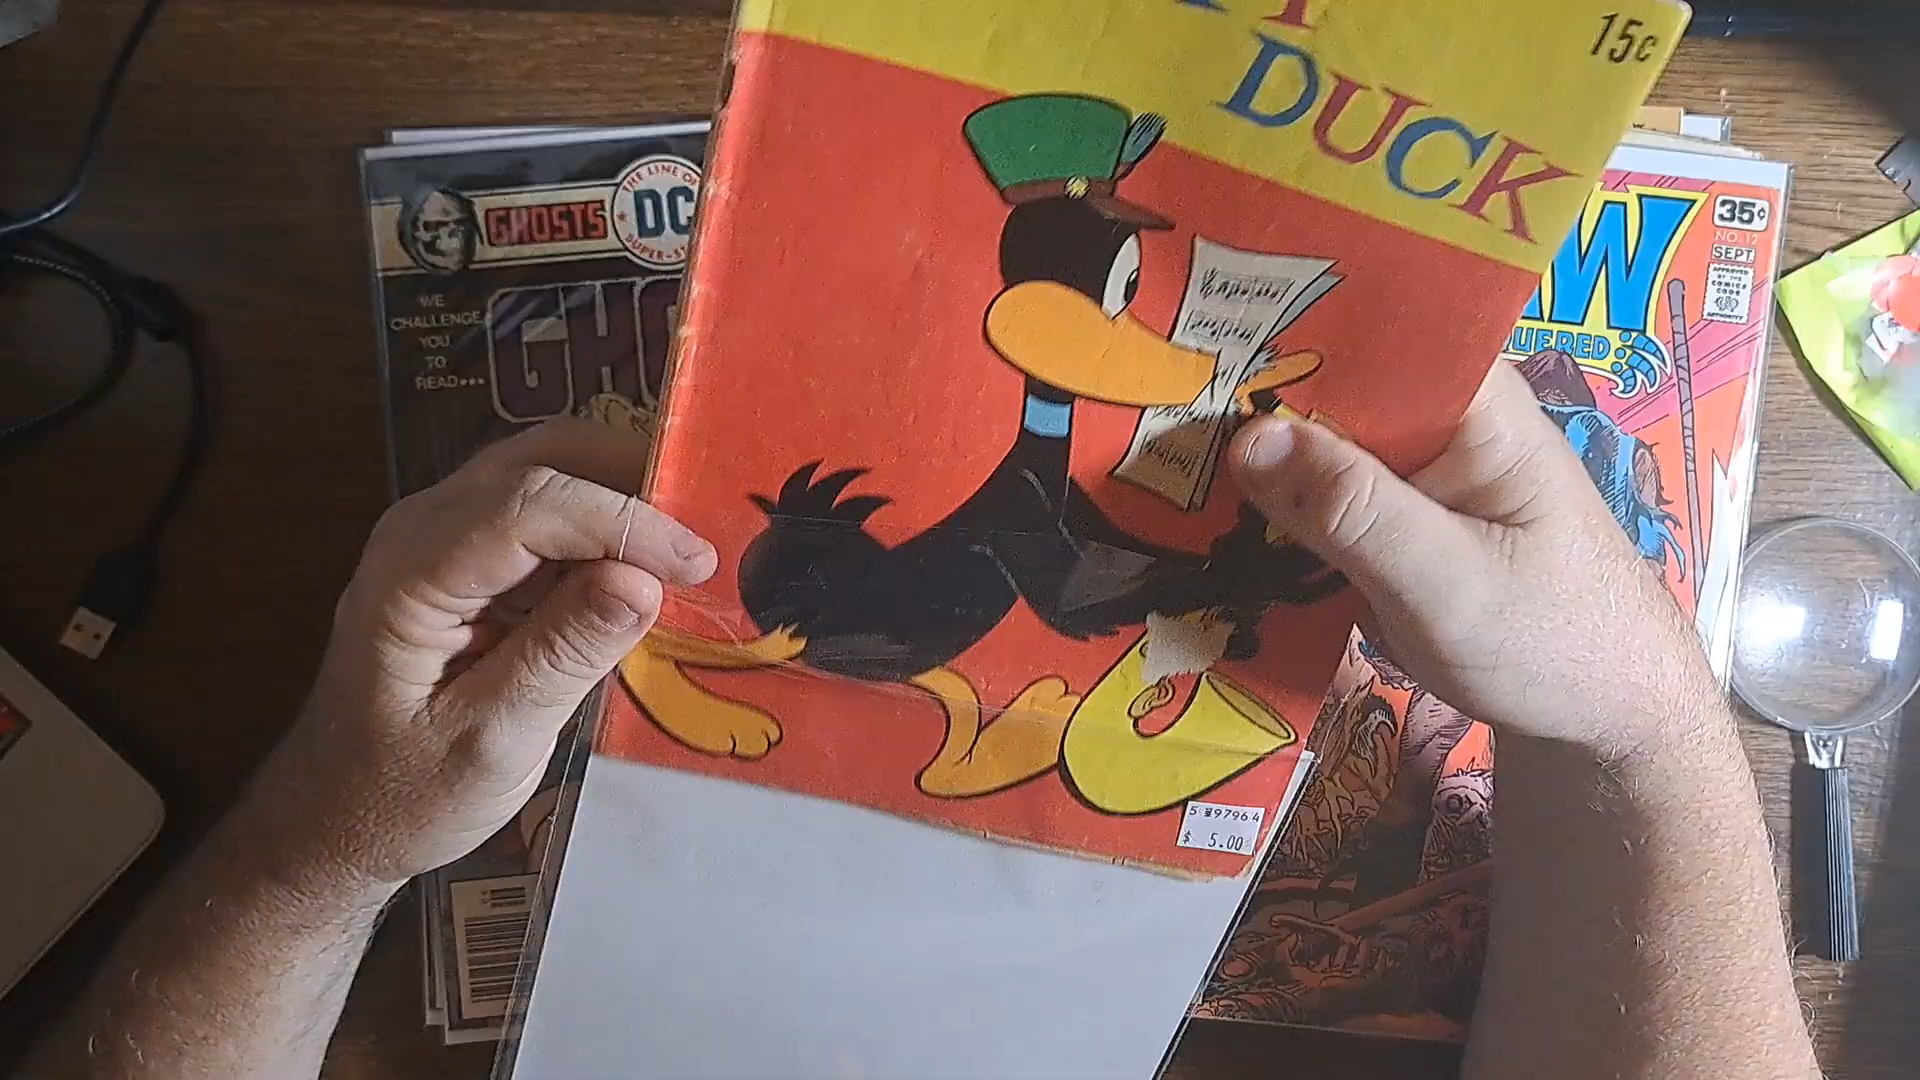 DUCK
15¢
GHOSTS
THE LINE OF
DC
WE
CHALLENGE
YOU
TO
READ...
35¢
NO. 12
SEPT.
APPROVED
BY THE
COMICS
CODE
AUTHORITY
$ 5.00